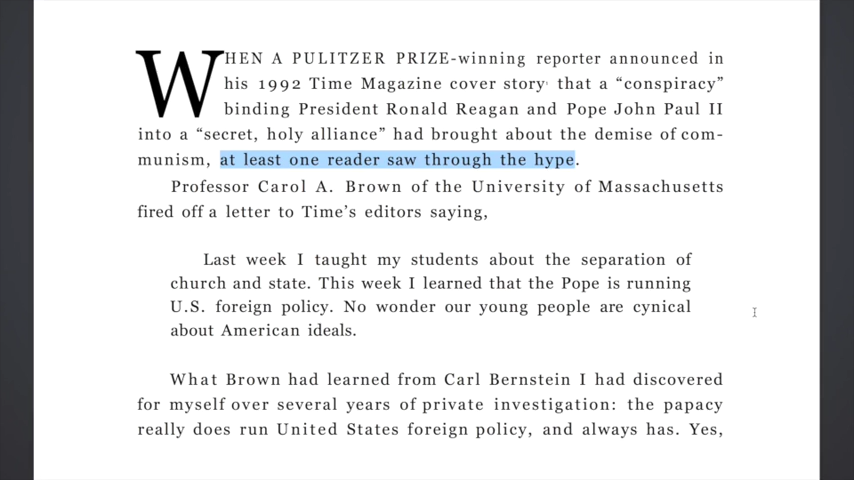 WHEN A PULITZER PRIZE-winning reporter announced in
his 1992 Time Magazine cover story that a “conspiracy”
binding President Ronald Reagan and Pope John Paul II
into a “secret, holy alliance” had brought about the demise of com-
munism, at least one reader saw through the hype.
Professor Carol A. Brown of the University of Massachusetts
fired off a letter to Time’s editors saying,
Last week I taught my students about the separation of
church and state. This week I learned that the Pope is running
U.S. foreign policy. No wonder our young people are cynical
about American ideals.
What Brown had learned from Carl Bernstein I had discovered
for myself over several years of private investigation: the papacy
really does run United States foreign policy, and always has. Yes,